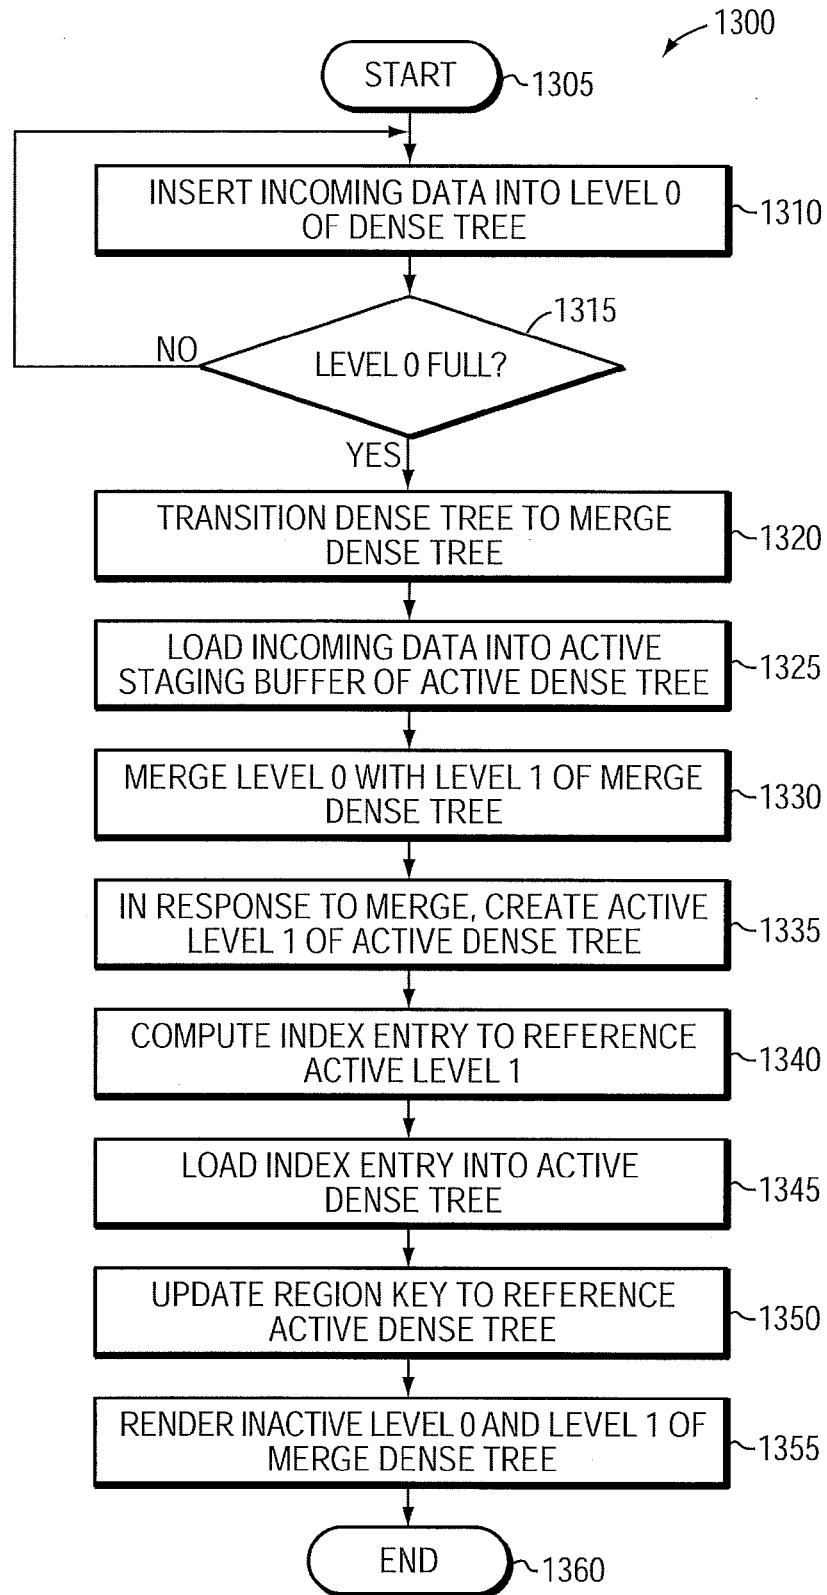 1300
START
1305
INSERT INCOMING DATA INTO LEVEL 0
OF DENSE TREE
1310
1315
LEVEL 0 FULL?
NO
YES
TRANSITION DENSE TREE TO MERGE
DENSE TREE
1320
LOAD INCOMING DATA INTO ACTIVE
STAGING BUFFER OF ACTIVE DENSE TREE
1325
MERGE LEVEL 0 WITH LEVEL 1 OF MERGE
DENSE TREE
1330
IN RESPONSE TO MERGE, CREATE ACTIVE
LEVEL 1 OF ACTIVE DENSE TREE
1335
COMPUTE INDEX ENTRY TO REFERENCE
ACTIVE LEVEL 1
1340
LOAD INDEX ENTRY INTO ACTIVE
DENSE TREE
1345
UPDATE REGION KEY TO REFERENCE
ACTIVE DENSE TREE
1350
RENDER INACTIVE LEVEL 0 AND LEVEL 1 OF
MERGE DENSE TREE
1355
END
1360